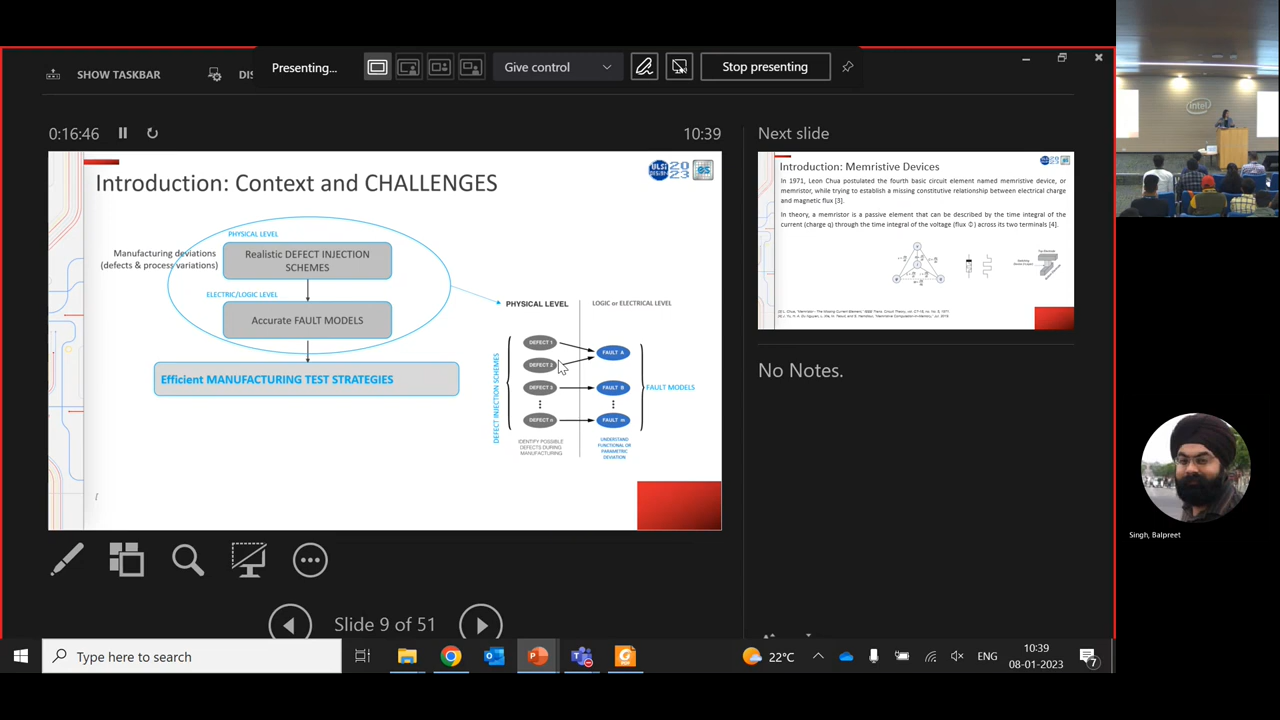 SHOW TASKBAR
DIS
Presenting...
Give control
Stop presenting
0:16:46
10:39
Next slide
Introduction: Context and CHALLENGES
VLSI
DESIGN
20
23
PHYSICAL LEVEL
Manufacturing deviations
(defects & process variations)
Realistic DEFECT INJECTION
SCHEMES
ELECTRIC/LOGIC LEVEL
Accurate FAULT MODELS
Efficient MANUFACTURING TEST STRATEGIES
PHYSICAL LEVEL
LOGIC or ELECTRICAL LEVEL
DEFECT INJECTION SCHEMES
DEFECT 1
DEFECT 2
DEFECT 3
DEFECT n
FAULT A
FAULT B
FAULT m
FAULT MODELS
IDENTIFY POSSIBLE
DEFECTS DURING
MANUFACTURING
UNDERSTAND
FUNCTIONAL OR
PARAMETRIC
DEVIATION
Introduction: Memristive Devices
In 1971, Leon Chua postulated the fourth basic circuit element named memristive device, or
memristor, while trying to establish a missing constitutive relationship between electrical charge
and magnetic flux [3].
In theory, a memristor is a passive element that can be described by the time integral of the
current (charge q) through the time integral of the voltage (flux Φ) across its two terminals [4].
No Notes.
Slide 9 of 51
intel
Singh, Balpreet
Type here to search
22°C
ENG
10:39
08-01-2023
7